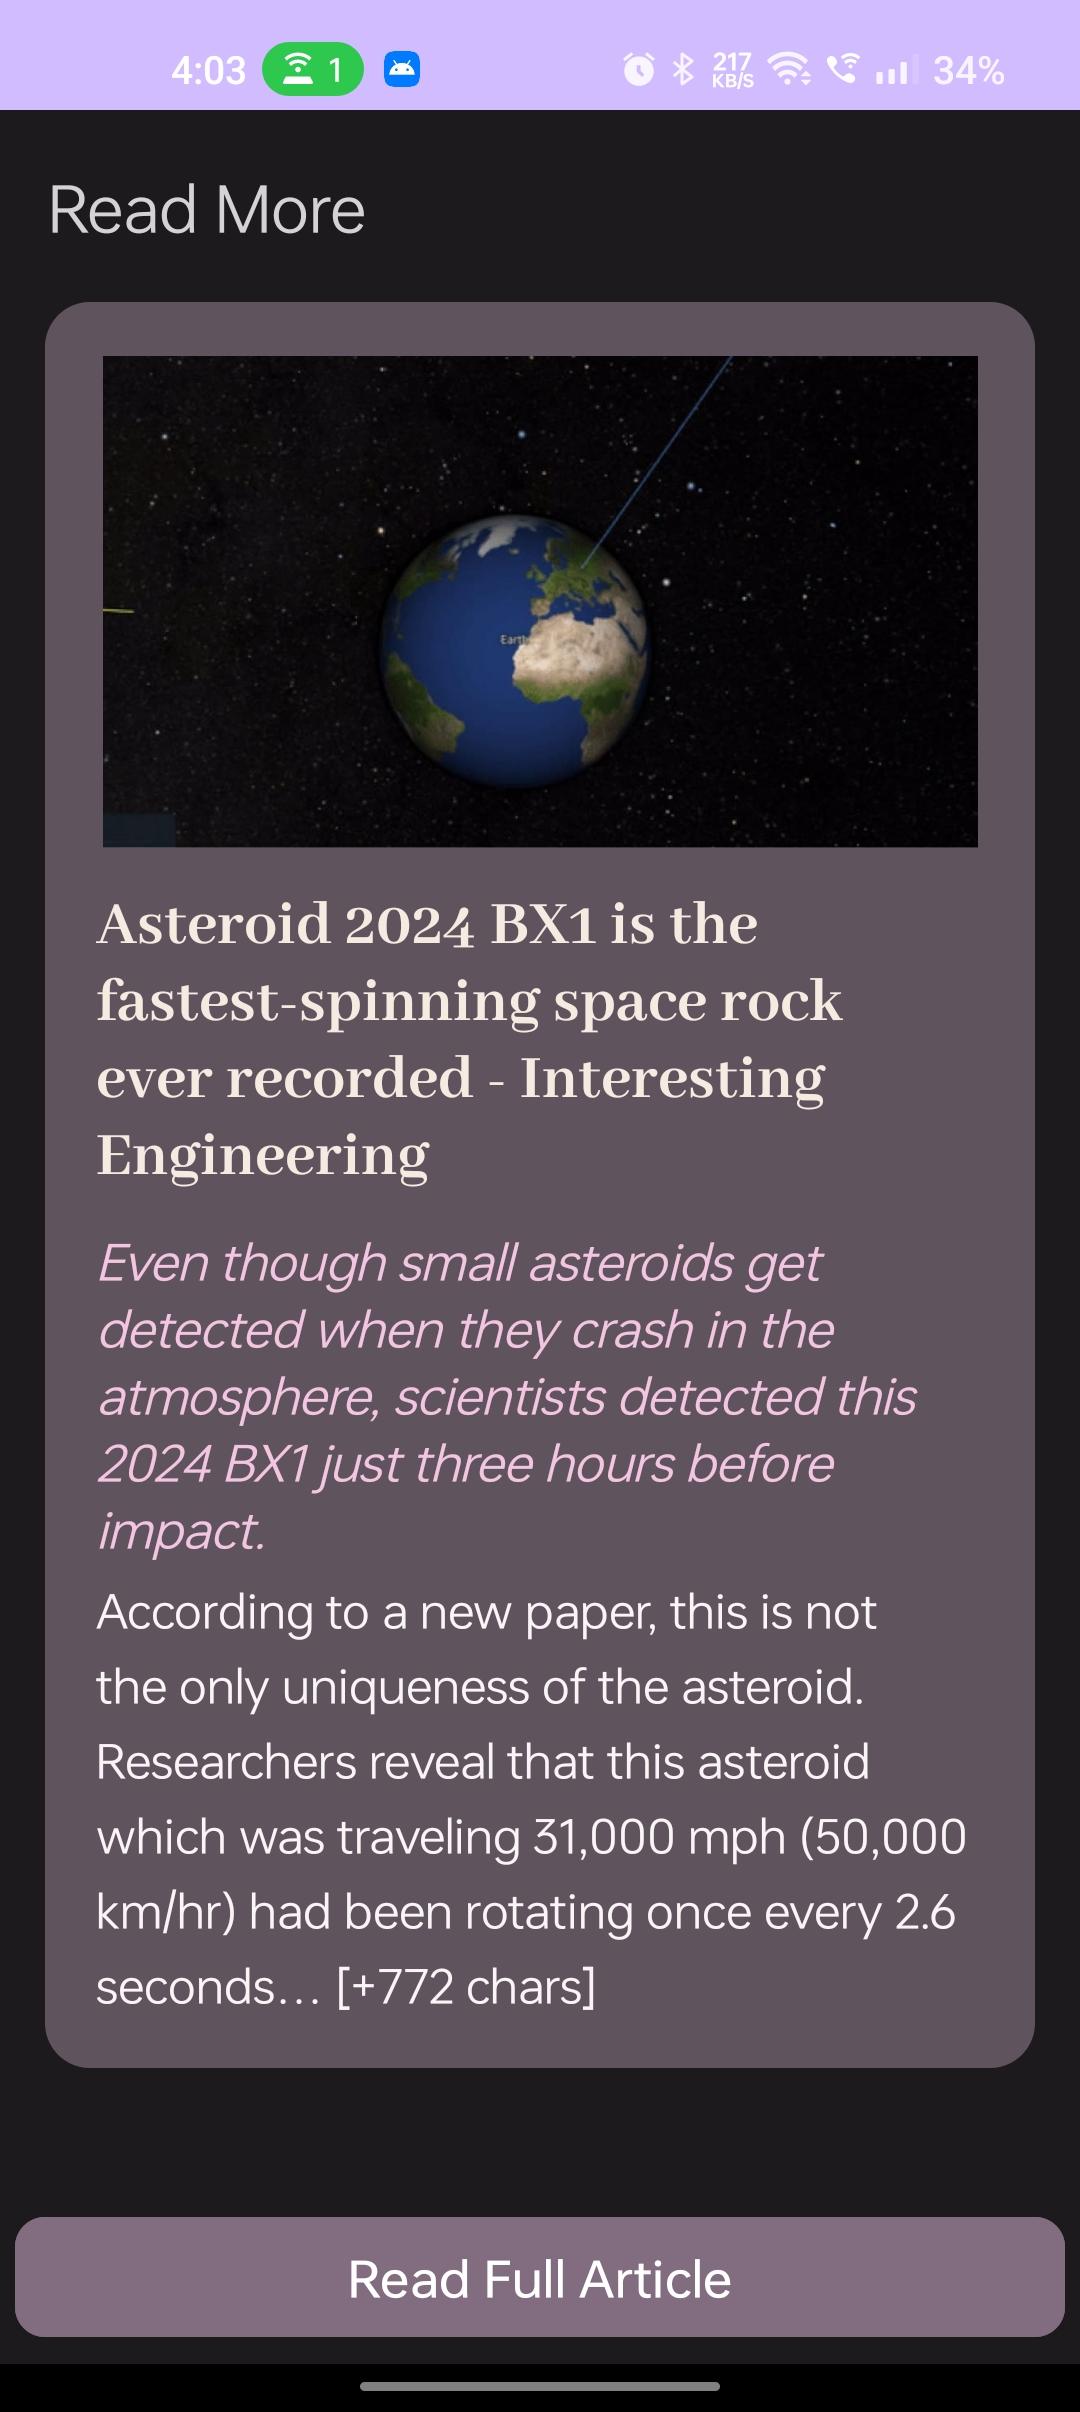 4:03 1 217 KB/S 34%
Read More
Earth
Asteroid 2024 BX1 is the
fastest-spinning space rock
ever recorded - Interesting
Engineering
Even though small asteroids get
detected when they crash in the
atmosphere, scientists detected this
2024 BX1 just three hours before
impact.
According to a new paper, this is not
the only uniqueness of the asteroid.
Researchers reveal that this asteroid
which was traveling 31,000 mph (50,000
km/hr) had been rotating once every 2.6
seconds… [+772 chars]
Read Full Article